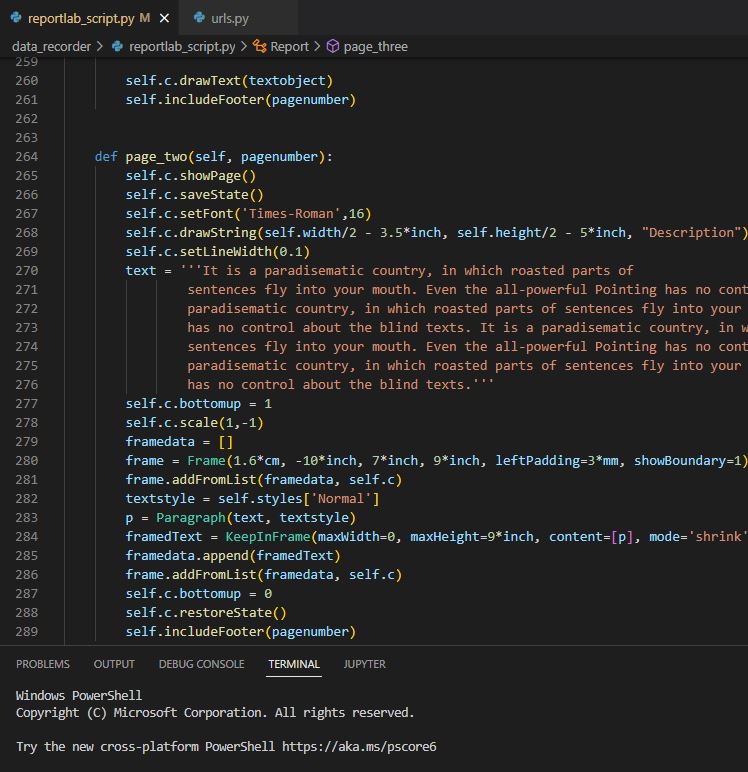 reportlab_script.py M ✕ urls.py
data_recorder > reportlab_script.py > Report > page_three
259
260 self.c.drawText(textobject)
261 self.includeFooter(pagenumber)
262
263
264 def page_two(self, pagenumber):
265 self.c.showPage()
266 self.c.saveState()
267 self.c.setFont('Times-Roman',16)
268 self.c.drawString(self.width/2 - 3.5*inch, self.height/2 - 5*inch, "Description")
269 self.c.setLineWidth(0.1)
270 text = '''It is a paradisematic country, in which roasted parts of
271 sentences fly into your mouth. Even the all-powerful Pointing has no cont
272 paradisematic country, in which roasted parts of sentences fly into your
273 has no control about the blind texts. It is a paradisematic country, in w
274 sentences fly into your mouth. Even the all-powerful Pointing has no cont
275 paradisematic country, in which roasted parts of sentences fly into your
276 has no control about the blind texts.'''
277 self.c.bottomup = 1
278 self.c.scale(1,-1)
279 framedata = []
280 frame = Frame(1.6*cm, -10*inch, 7*inch, 9*inch, leftPadding=3*mm, showBoundary=1)
281 frame.addFromList(framedata, self.c)
282 textstyle = self.styles['Normal']
283 p = Paragraph(text, textstyle)
284 framedText = KeepInFrame(maxWidth=0, maxHeight=9*inch, content=[p], mode='shrink'
285 framedata.append(framedText)
286 frame.addFromList(framedata, self.c)
287 self.c.bottomup = 0
288 self.c.restoreState()
289 self.includeFooter(pagenumber)
PROBLEMS OUTPUT DEBUG CONSOLE TERMINAL JUPYTER
Windows PowerShell
Copyright (C) Microsoft Corporation. All rights reserved.
Try the new cross-platform PowerShell https://aka.ms/pscore6